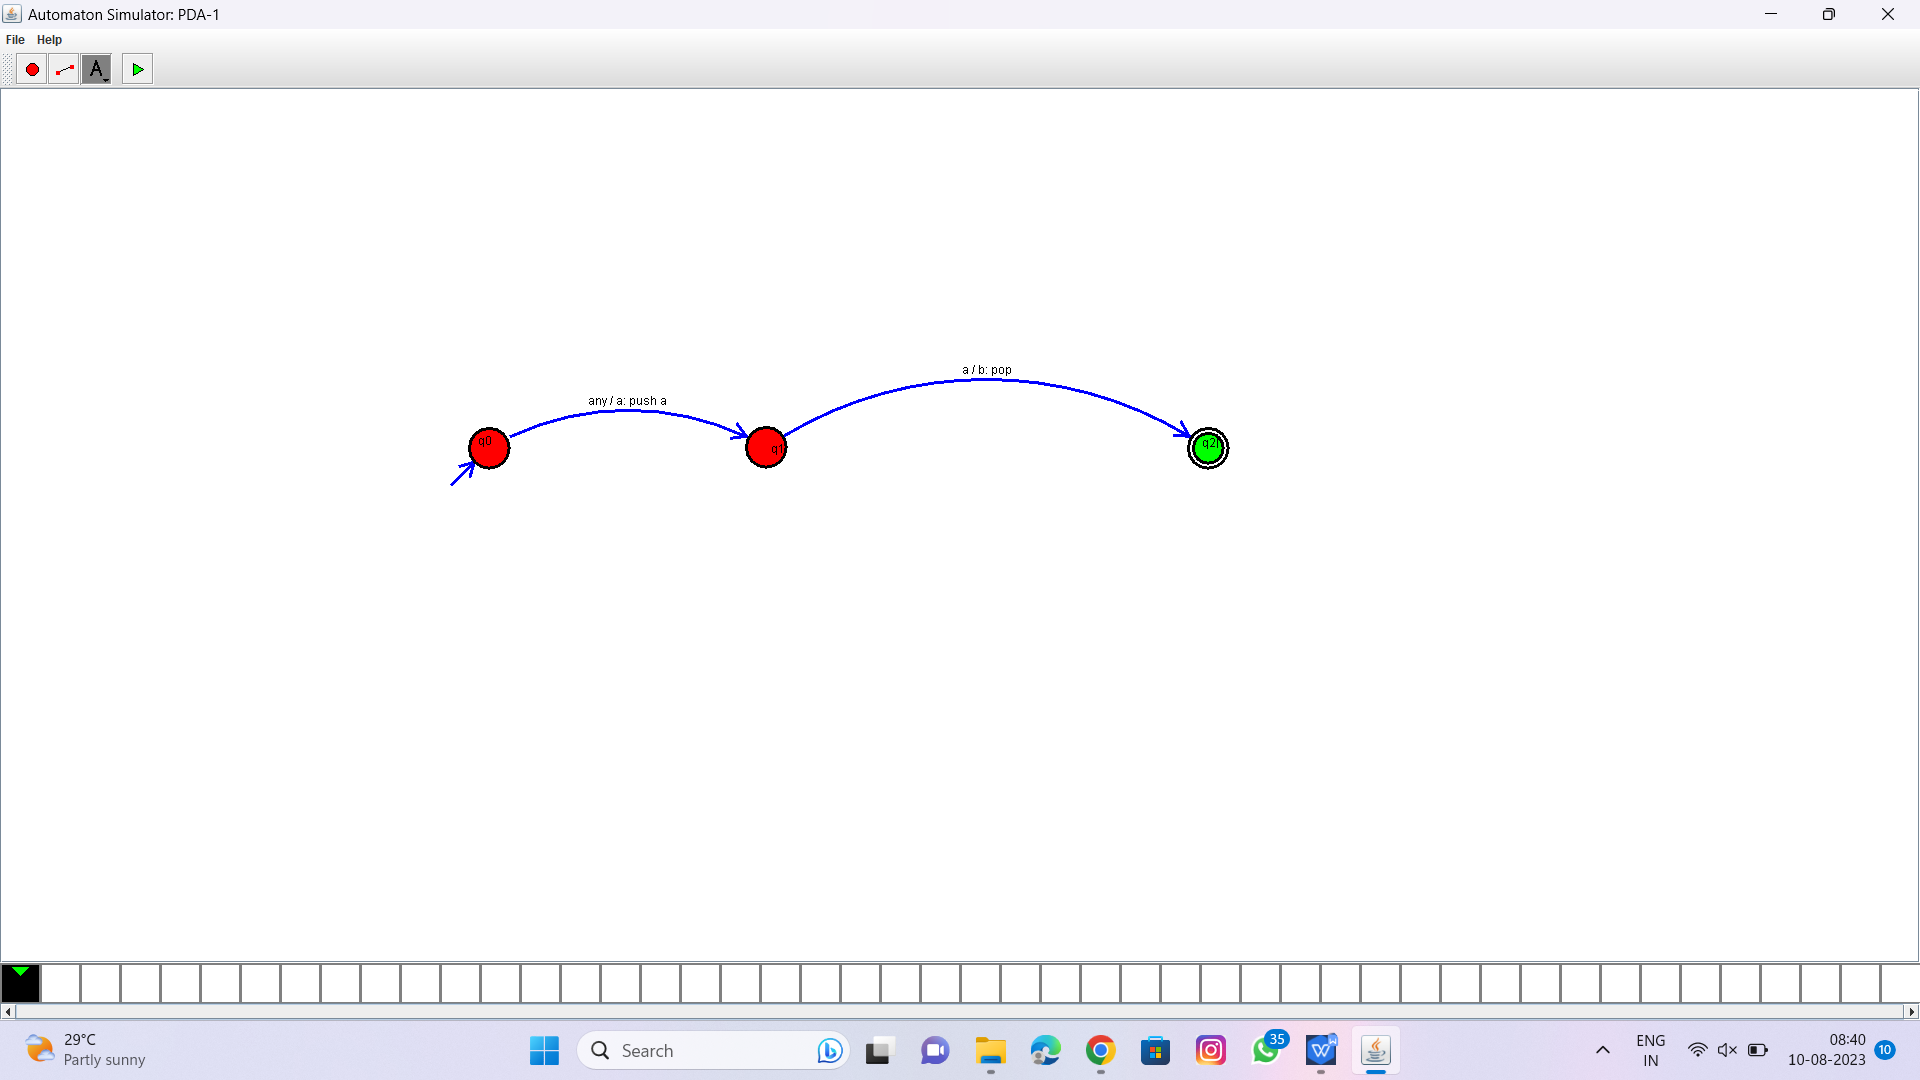 Automaton Simulator: PDA-1
File Help
A
a / b: pop
any / a: push a
q0
q1
q2
29°C
Partly sunny
Search
35
ENG
IN
08:40
10-08-2023
10